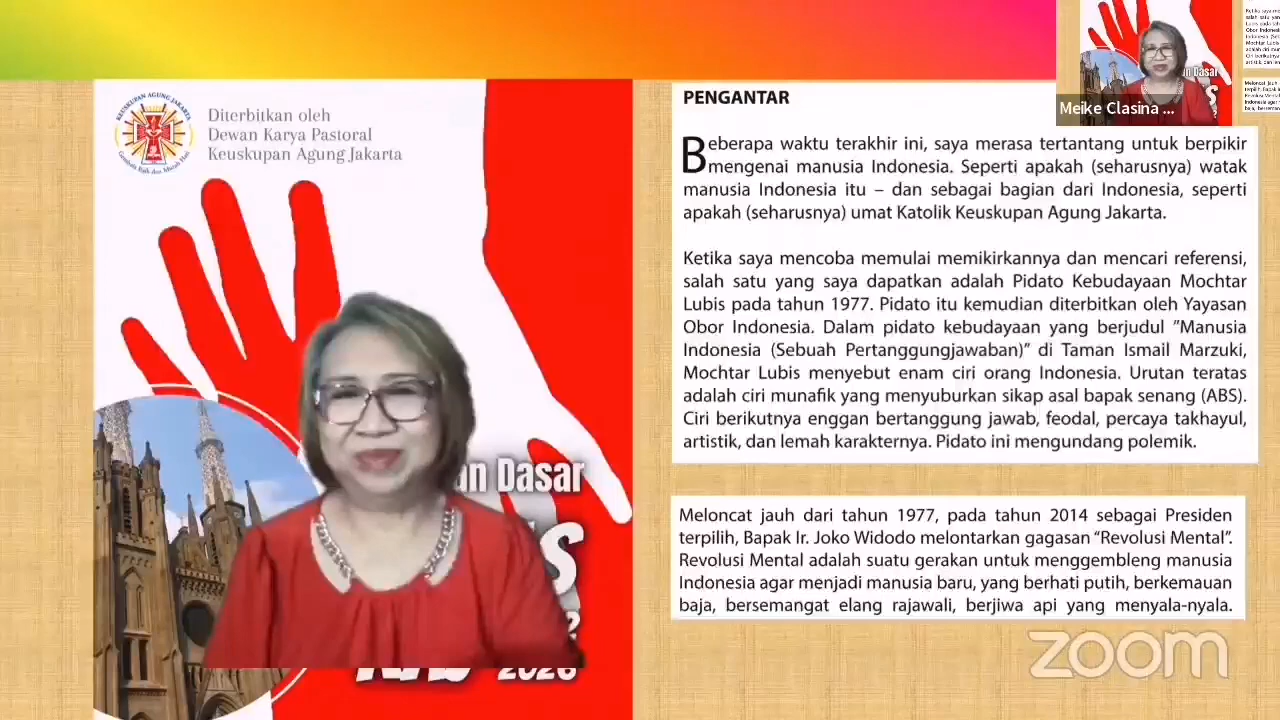 KEUSKUPAN AGUNG JAKARTA
Gembala Baik dan Murah Hati
Diterbitkan oleh
Dewan Karya Pastoral
Keuskupan Agung Jakarta
Dasar
2026
PENGANTAR
Beberapa waktu terakhir ini, saya merasa tertantang untuk berpikir
mengenai manusia Indonesia. Seperti apakah (seharusnya) watak
manusia Indonesia itu – dan sebagai bagian dari Indonesia, seperti
apakah (seharusnya) umat Katolik Keuskupan Agung Jakarta.
Ketika saya mencoba memulai memikirkannya dan mencari referensi,
salah satu yang saya dapatkan adalah Pidato Kebudayaan Mochtar
Lubis pada tahun 1977. Pidato itu kemudian diterbitkan oleh Yayasan
Obor Indonesia. Dalam pidato kebudayaan yang berjudul ”Manusia
Indonesia (Sebuah Pertanggungjawaban)” di Taman Ismail Marzuki,
Mochtar Lubis menyebut enam ciri orang Indonesia. Urutan teratas
adalah ciri munafik yang menyuburkan sikap asal bapak senang (ABS).
Ciri berikutnya enggan bertanggung jawab, feodal, percaya takhayul,
artistik, dan lemah karakternya. Pidato ini mengundang polemik.
Meloncat jauh dari tahun 1977, pada tahun 2014 sebagai Presiden
terpilih, Bapak Ir. Joko Widodo melontarkan gagasan “Revolusi Mental”.
Revolusi Mental adalah suatu gerakan untuk menggembleng manusia
Indonesia agar menjadi manusia baru, yang berhati putih, berkemauan
baja, bersemangat elang rajawali, berjiwa api yang menyala-nyala.
Meike Clasina ...
zoom